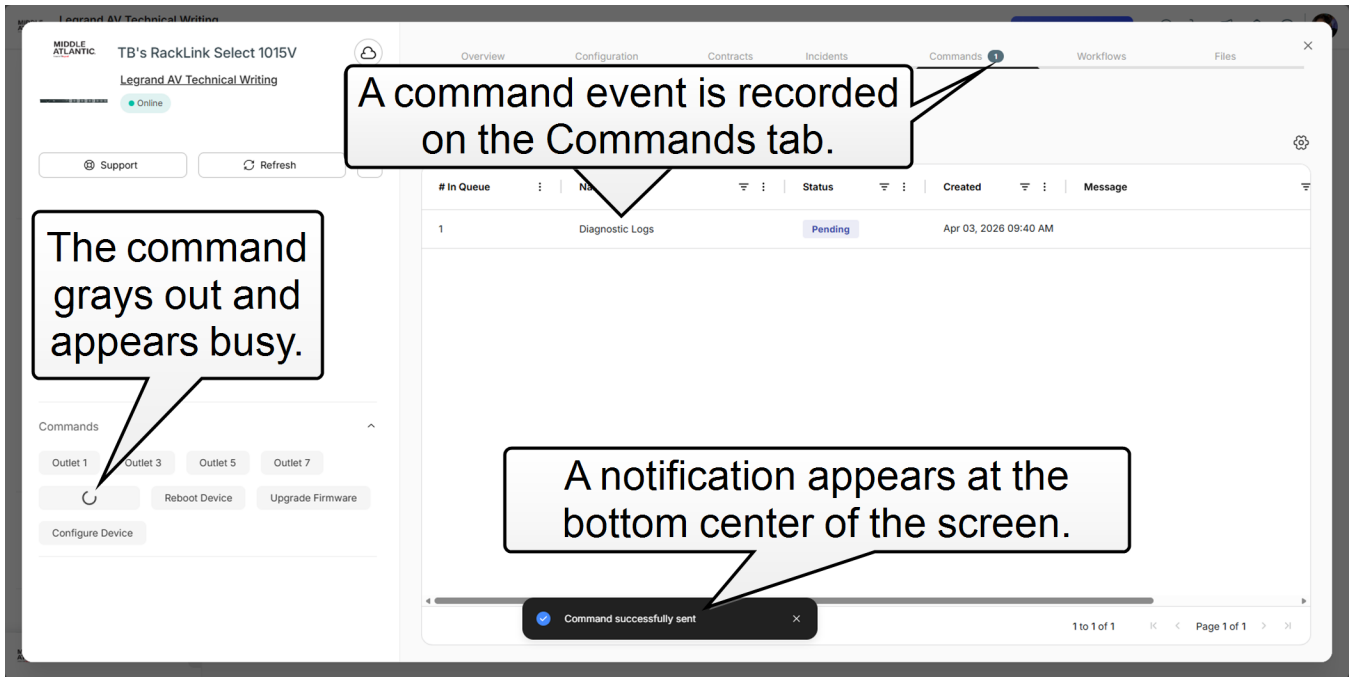 Legrand AV Technical Writing
MIDDLE
ATLANTIC
TB's RackLink Select 1015V
Legrand AV Technical Writing
Online
Support
Refresh
Overview
Configuration
Contracts
Incidents
Commands 1
Workflows
Files
A command event is recorded
on the Commands tab.
# In Queue
Na
Status
Created
Message
1
Diagnostic Logs
Pending
Apr 03, 2026 09:40 AM
The command
grays out and
appears busy.
Commands
Outlet 1
Outlet 3
Outlet 5
Outlet 7
Reboot Device
Upgrade Firmware
Configure Device
A notification appears at the
bottom center of the screen.
Command successfully sent
1 to 1 of 1
Page 1 of 1